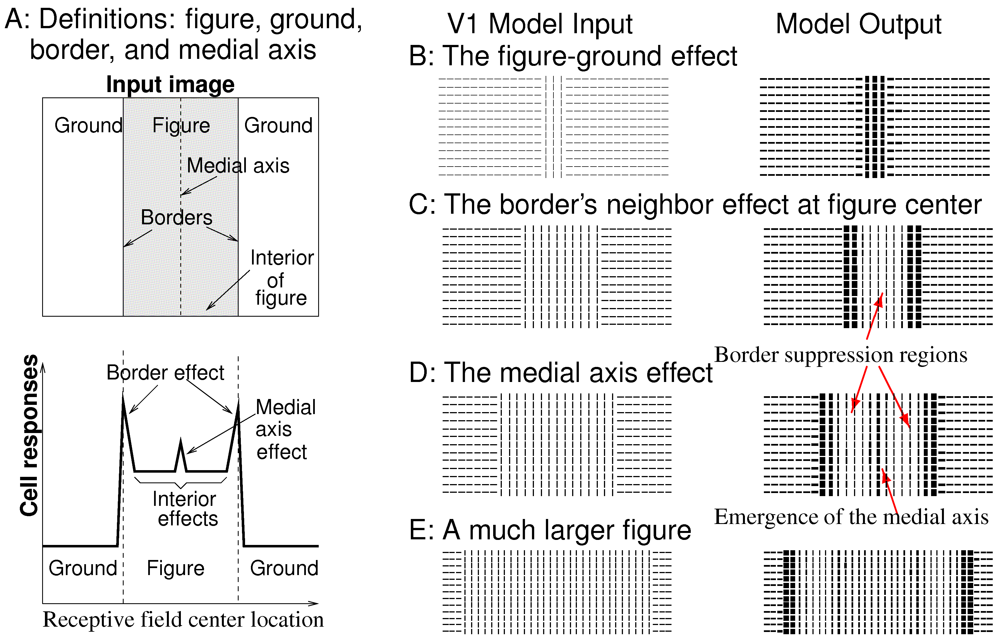 A: Definitions: figure, ground,
border, and medial axis
Input image
Ground
Figure
Ground
Medial axis
Borders
Interior
of
figure
Cell responses
Border effect
Medial
axis
effect
Interior
effects
Ground
Figure
Ground
Receptive field center location
V1 Model Input
Model Output
B: The figure-ground effect
C: The border’s neighbor effect at figure center
Border suppression regions
D: The medial axis effect
Emergence of the medial axis
E: A much larger figure